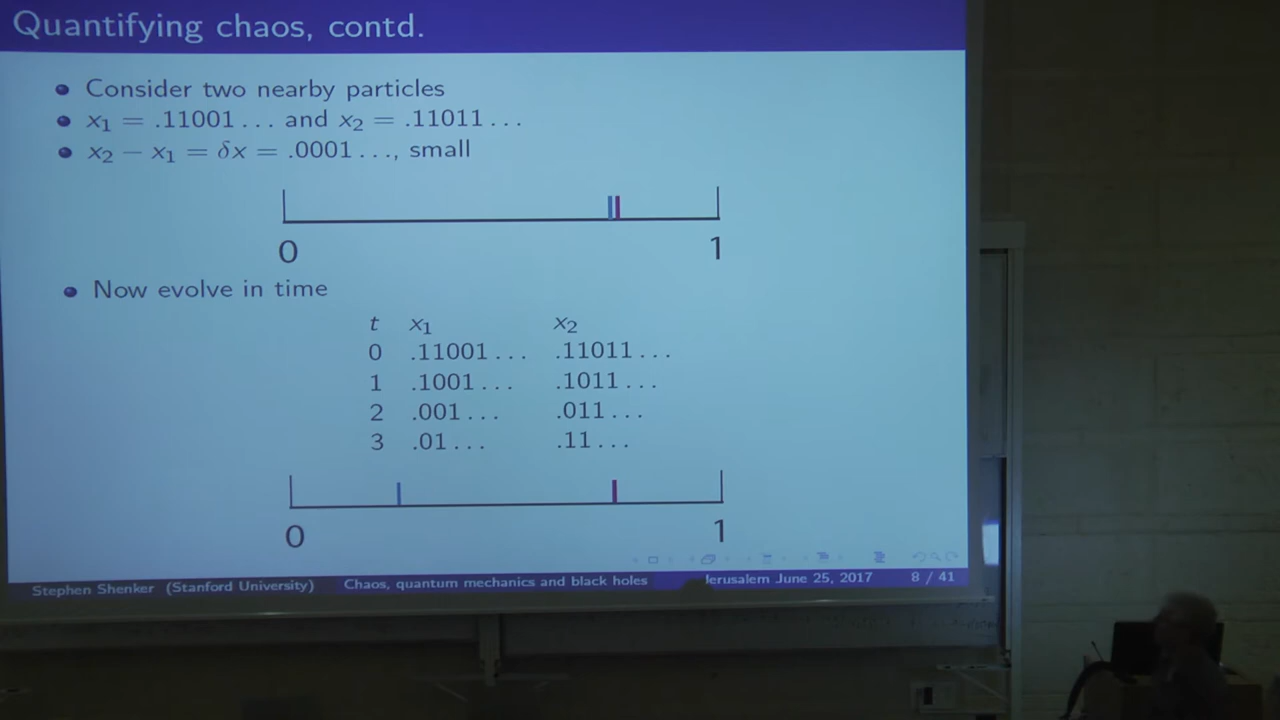 Quantifying chaos, contd.
Consider two nearby particles
x₁ = .11001... and x₂ = .11011...
x₂ − x₁ = δx = .0001..., small
0 1
Now evolve in time
t x₁ x₂
0 .11001... .11011...
1 .1001... .1011...
2 .001... .011...
3 .01... .11...
0 1
Stephen Shenker (Stanford University) Chaos, quantum mechanics and black holes Jerusalem June 25, 2017 8 / 41